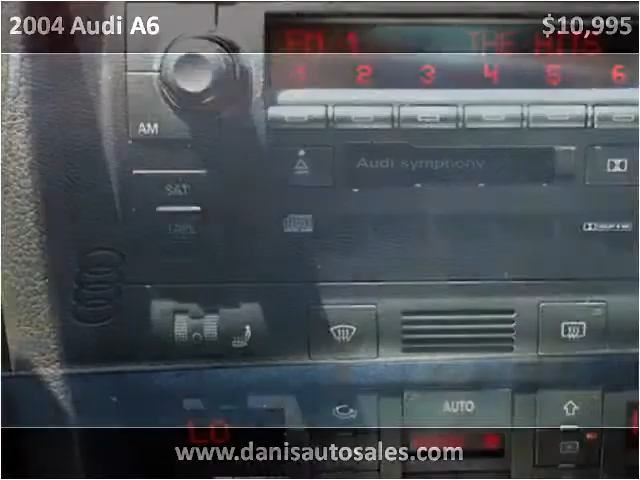 2004 Audi A6 $10,995
FM 1 THE HITS
1 2 3 4 5 6
AM
Audi symphony
SAT
TAPE
AUTO
LO
www.danisautosales.com